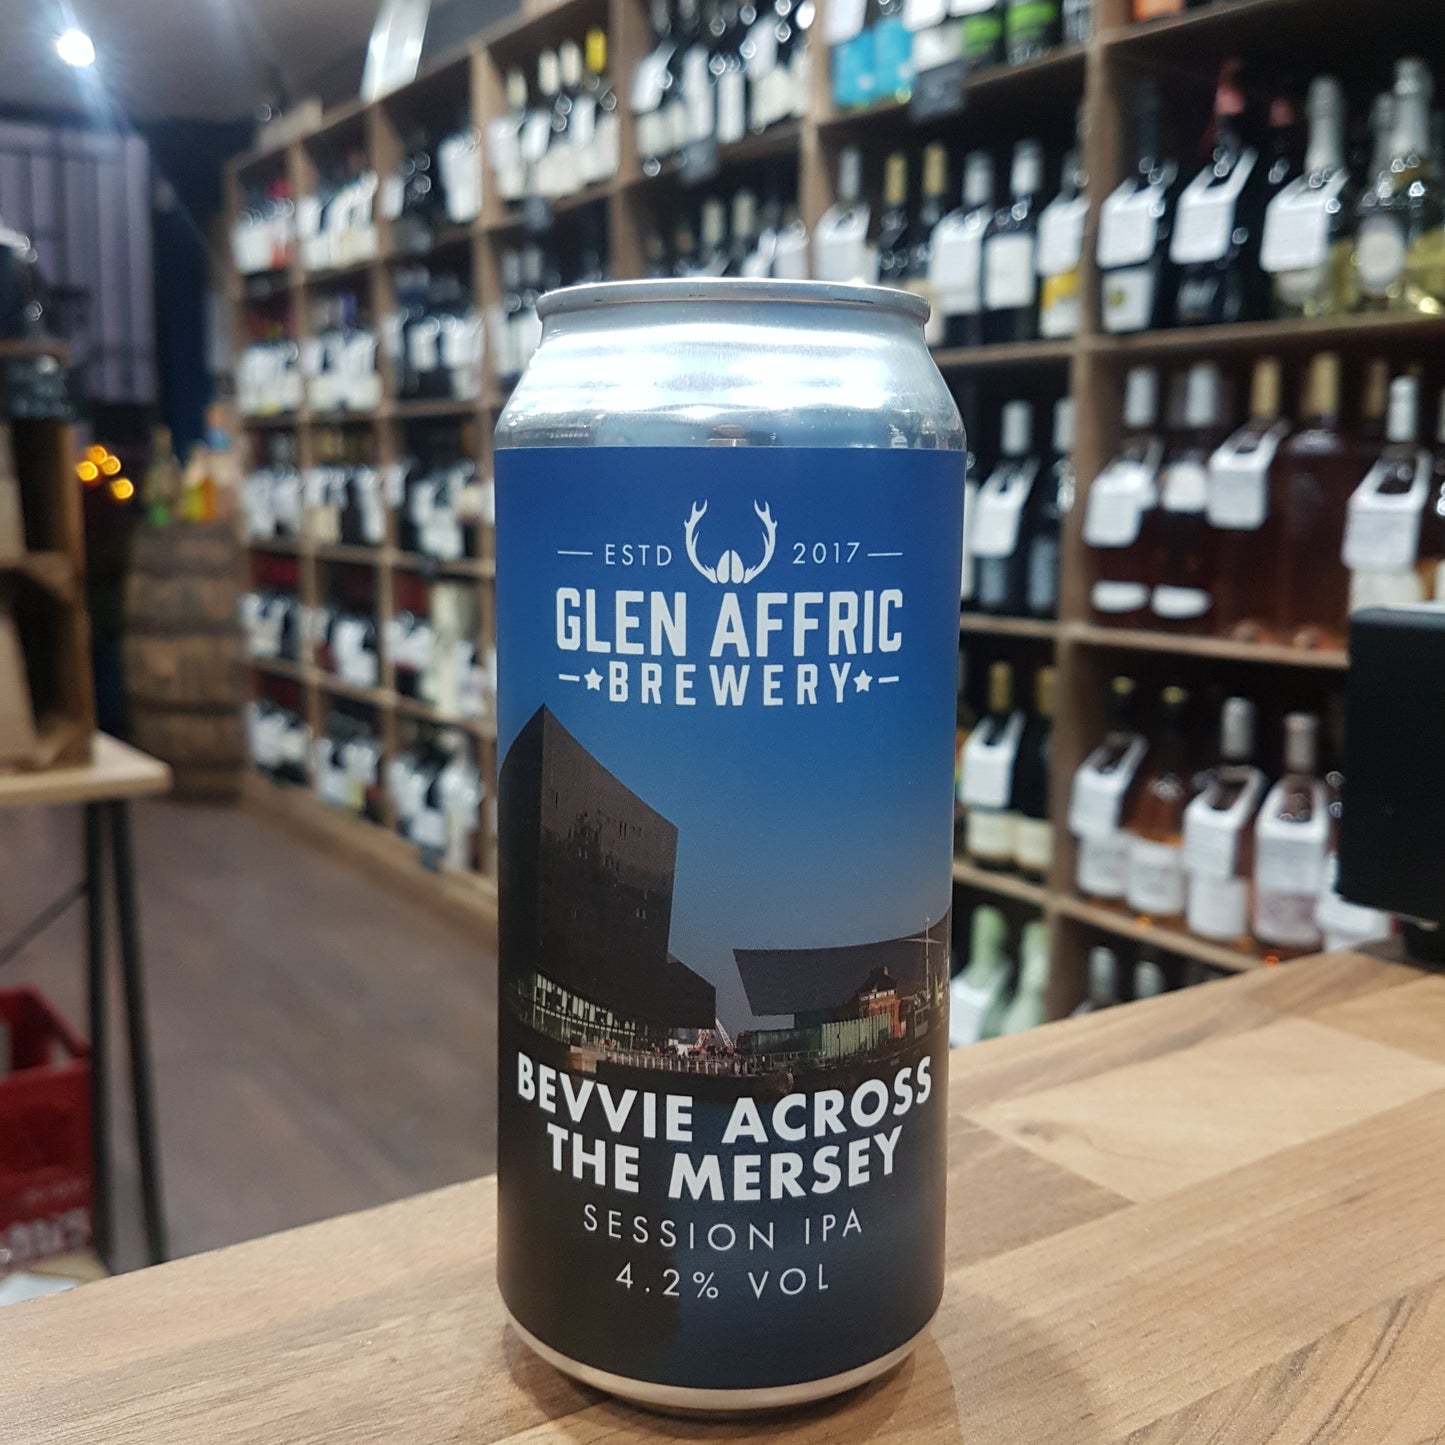 ESTD 2017
GLEN AFFRIC
BREWERY
BEVVIE ACROSS
THE MERSEY
SESSION IPA
4.2% VOL